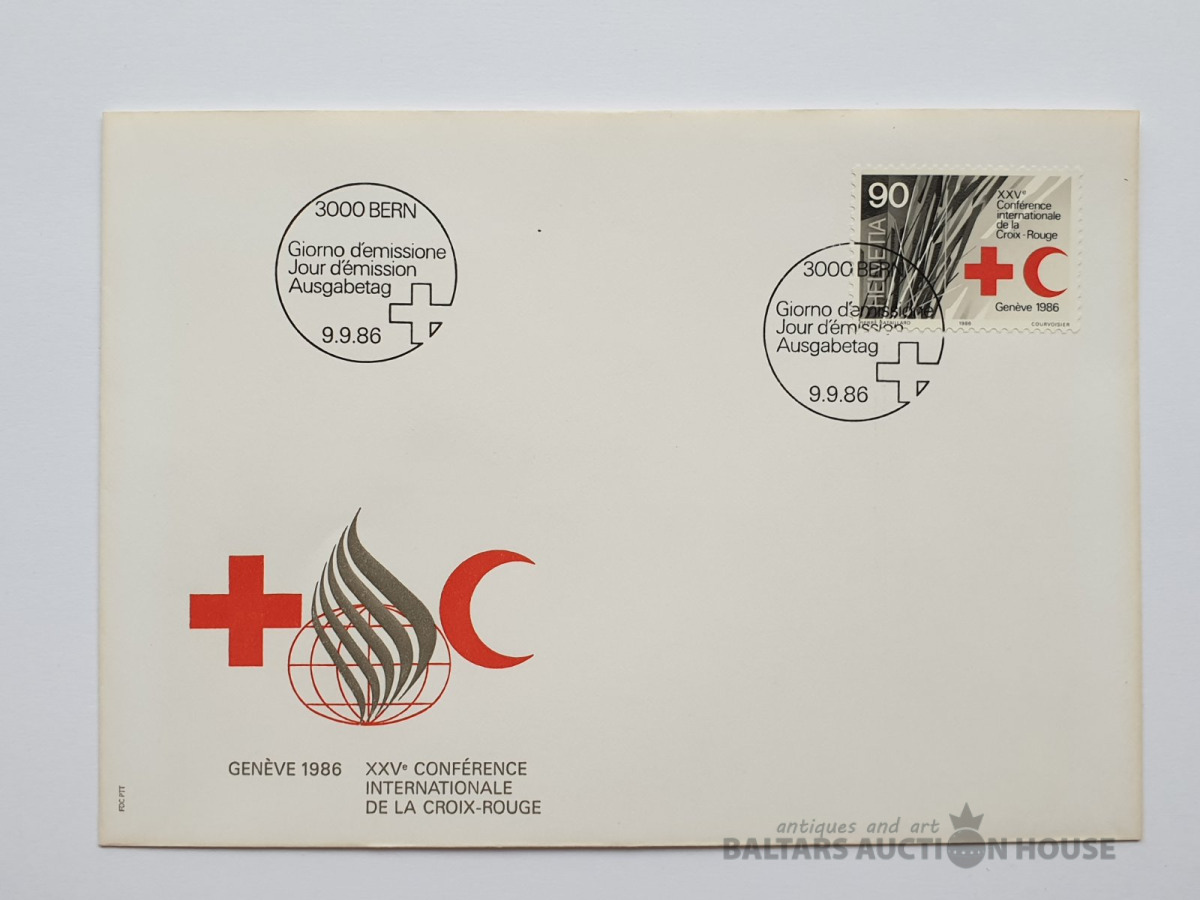 3000 BERN
Giorno d'emissione
Jour d'émission
Ausgabetag
9.9.86
90
HELVETIA
XXVe
Conférence
internationale
de la
Croix-Rouge
Genève 1986
1986
COURVOISIER
3000 BERN
Giorno d'emissione
Jour d'émission
Ausgabetag
9.9.86
GENÈVE 1986 XXVe CONFÉRENCE
INTERNATIONALE
DE LA CROIX-ROUGE
FDC PTT
antiques and art
BALTARS AUCTION HOUSE